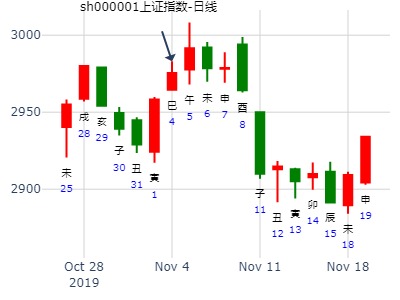 sh000001上证指数-日线
3000
2950
2900
未
25
戌
28
亥
29
子
30
丑
31
寅
1
巳
4
午
5
未
6
申
7
酉
8
子
11
丑
12
寅
13
卯
14
辰
15
未
18
申
19
Oct 28
2019
Nov 4
Nov 11
Nov 18